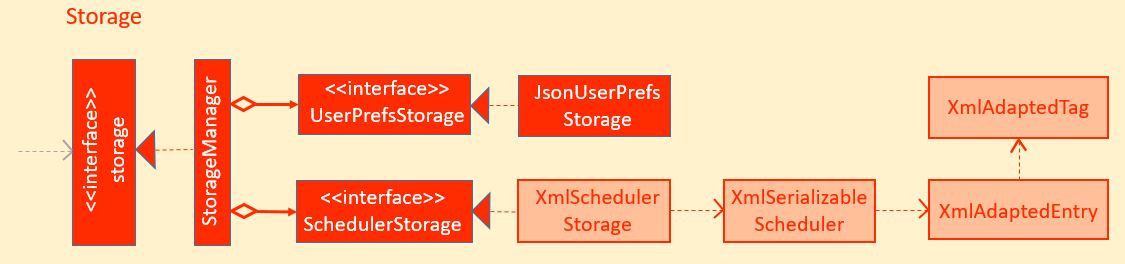 Storage
<<interface>>
storage
StorageManager
<<interface>>
UserPrefsStorage
JsonUserPrefs
Storage
<<interface>>
SchedulerStorage
XmlScheduler
Storage
XmlSerializable
Scheduler
XmlAdaptedTag
XmlAdaptedEntry